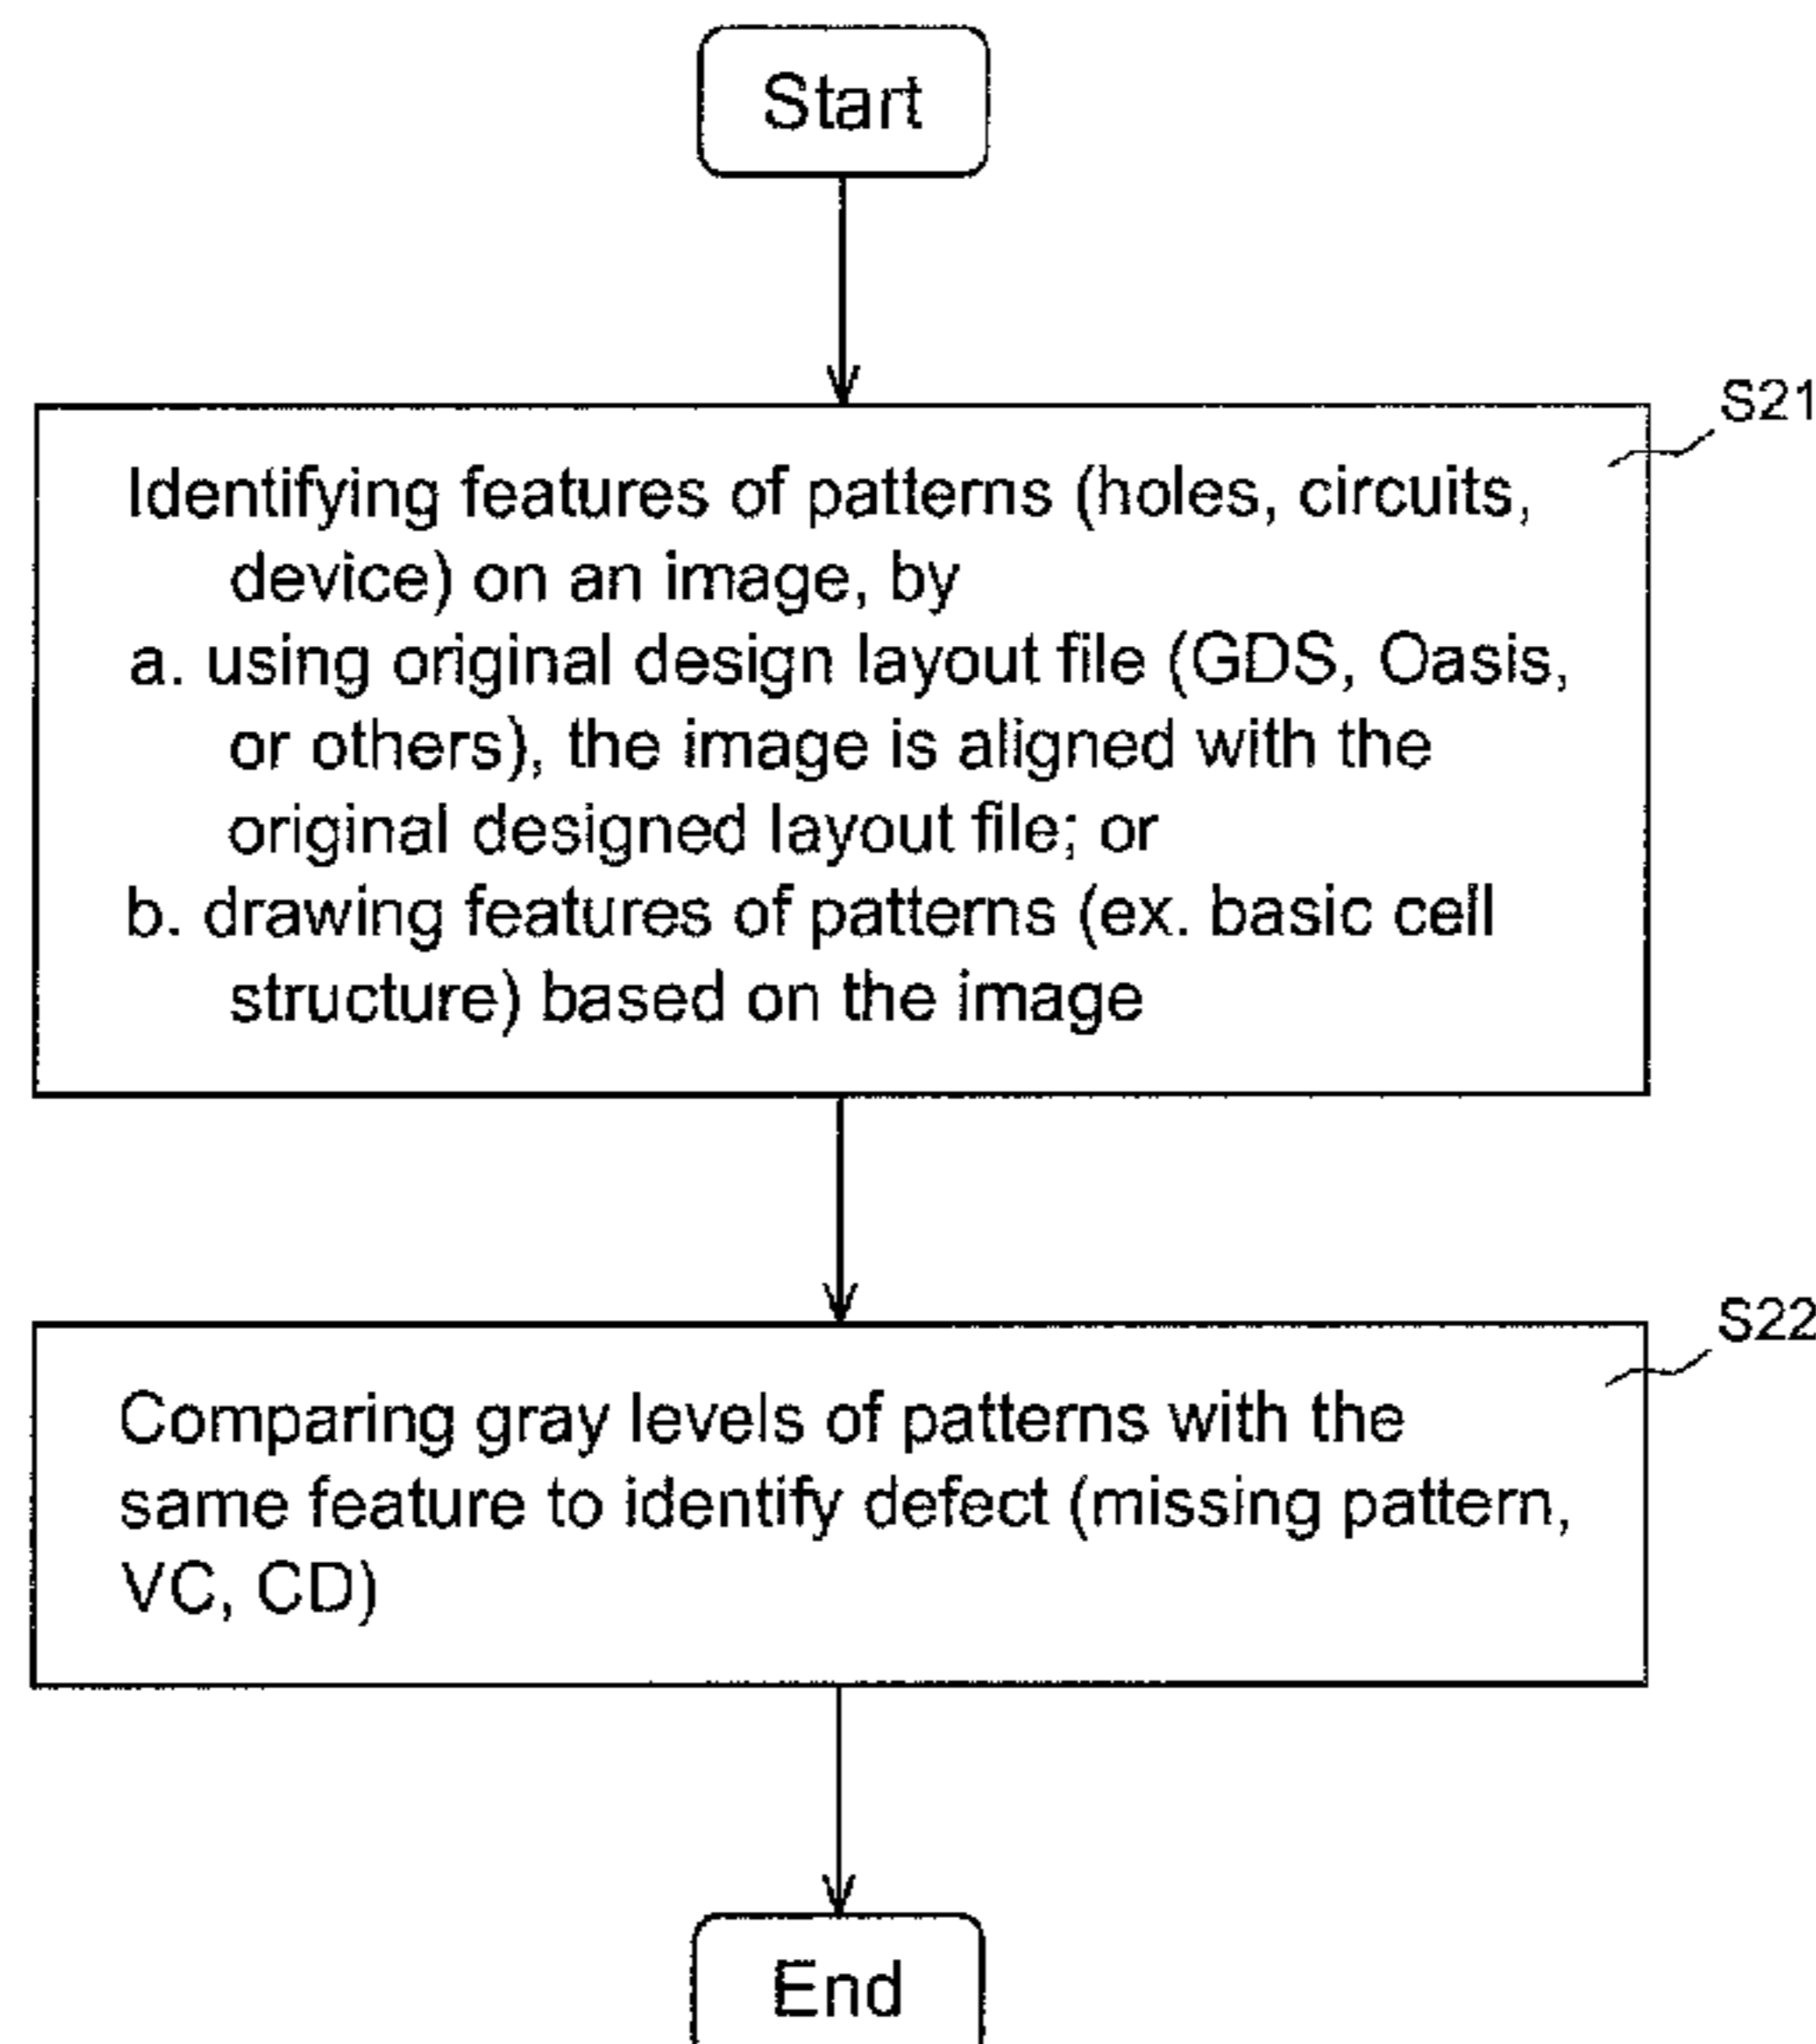 Start
S21
Identifying features of patterns (holes, circuits,
device) on an image, by
a. using original design layout file (GDS, Oasis,
or others), the image is aligned with the
original designed layout file; or
b. drawing features of patterns (ex. basic cell
structure) based on the image
S22
Comparing gray levels of patterns with the
same feature to identify defect (missing pattern,
VC, CD)
End